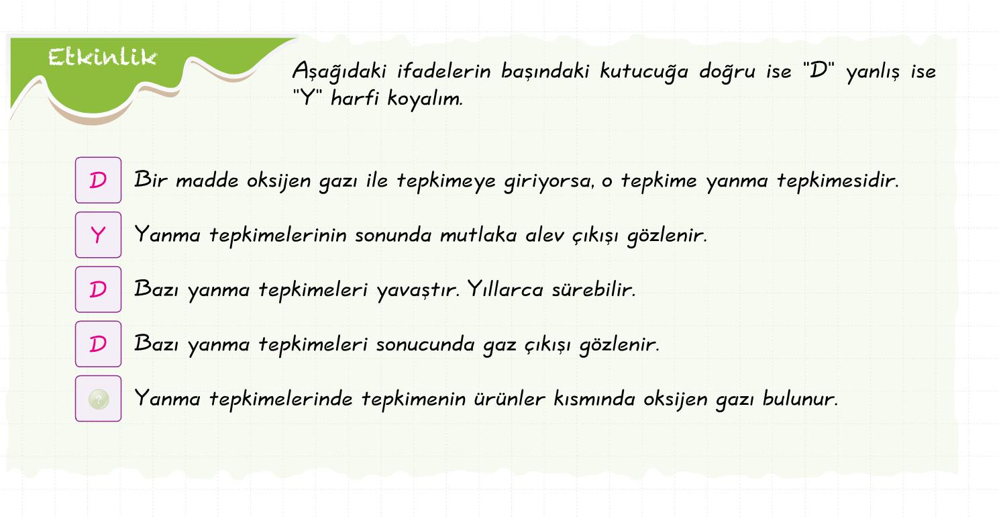 Etkinlik
Aşağıdaki ifadelerin başındaki kutucuğa doğru ise "D" yanlış ise
"Y" harfi koyalım.
D Bir madde oksijen gazı ile tepkimeye giriyorsa, o tepkime yanma tepkimesidir.
Y Yanma tepkimelerinin sonunda mutlaka alev çıkışı gözlenir.
D Bazı yanma tepkimeleri yavaştır. Yıllarca sürebilir.
D Bazı yanma tepkimeleri sonucunda gaz çıkışı gözlenir.
? Yanma tepkimelerinde tepkimenin ürünler kısmında oksijen gazı bulunur.